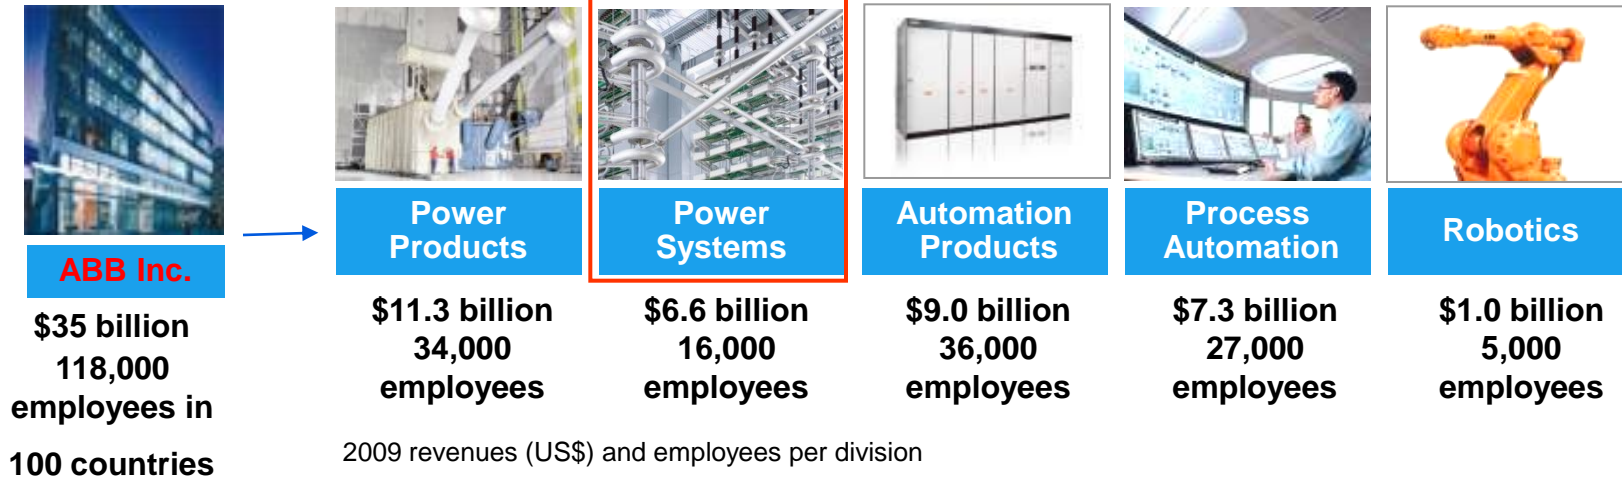 ABB Inc.
$35 billion
118,000
employees in
100 countries
Power
Products
$11.3 billion
34,000
employees
Power
Systems
$6.6 billion
16,000
employees
Automation
Products
$9.0 billion
36,000
employees
Process
Automation
$7.3 billion
27,000
employees
Robotics
$1.0 billion
5,000
employees
2009 revenues (US$) and employees per division